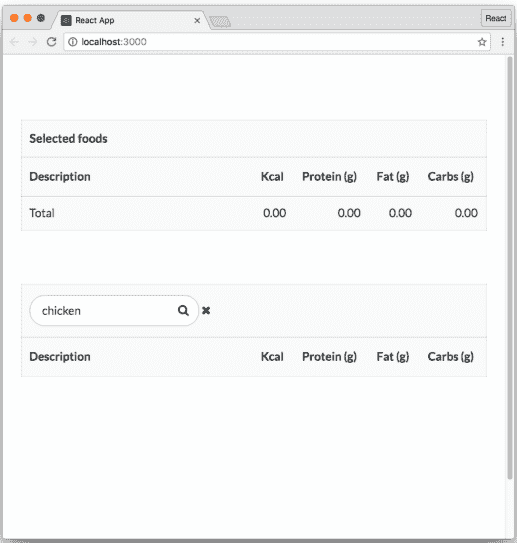 React App
React
localhost:3000
Selected foods
Description Kcal Protein (g) Fat (g) Carbs (g)
Total 0.00 0.00 0.00 0.00
chicken
Description Kcal Protein (g) Fat (g) Carbs (g)